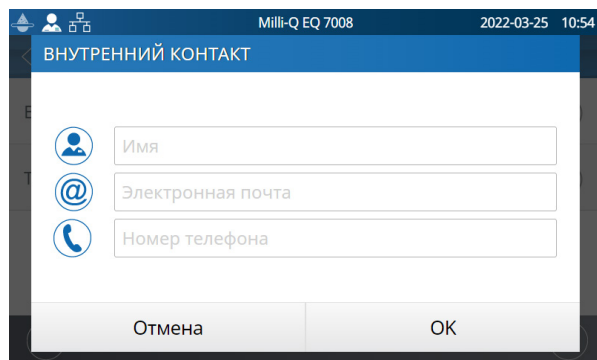 Milli-Q EQ 7008 2022-03-25 10:54
ВНУТРЕННИЙ КОНТАКТ
Имя
@ Электронная почта
Номер телефона
Отмена OK